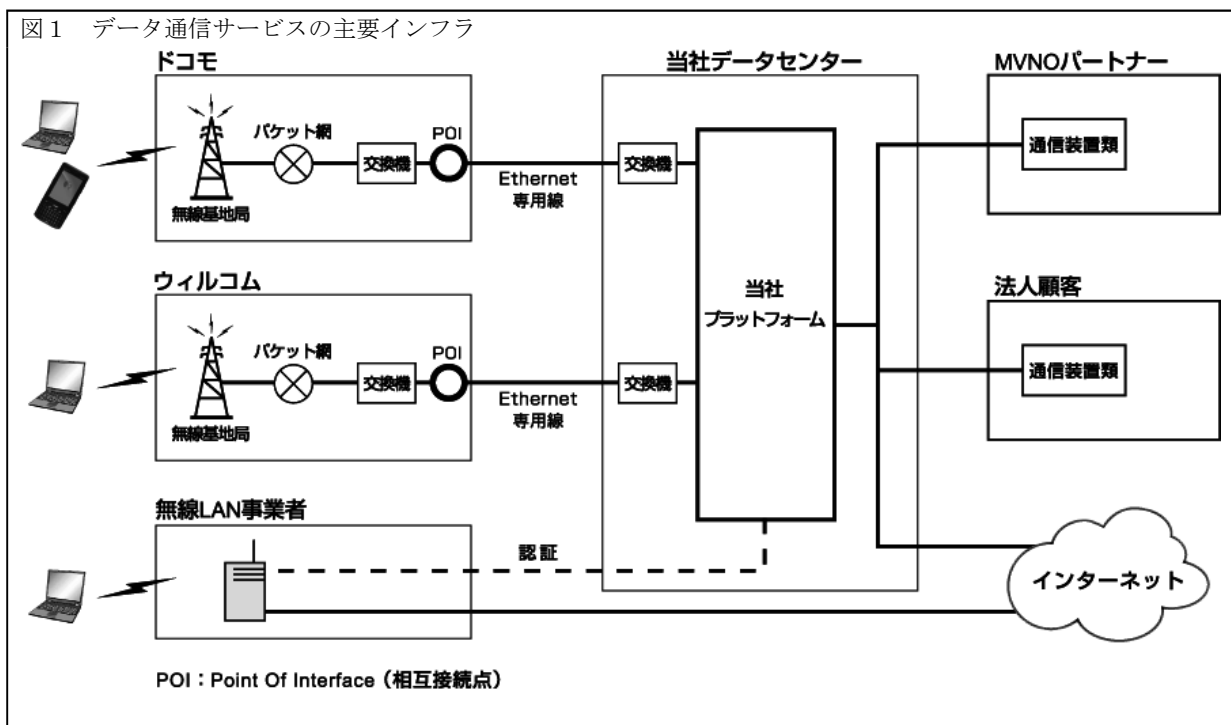 図1 データ通信サービスの主要インフラ
ドコモ
当社データセンター
MVNOパートナー
パケット網
POI
交換機
交換機
通信装置類
Ethernet
専用線
無線基地局
ウィルコム
当社
プラットフォーム
法人顧客
パケット網
POI
交換機
交換機
通信装置類
Ethernet
専用線
無線基地局
無線LAN事業者
認証
インターネット
POI：Point Of Interface（相互接続点）